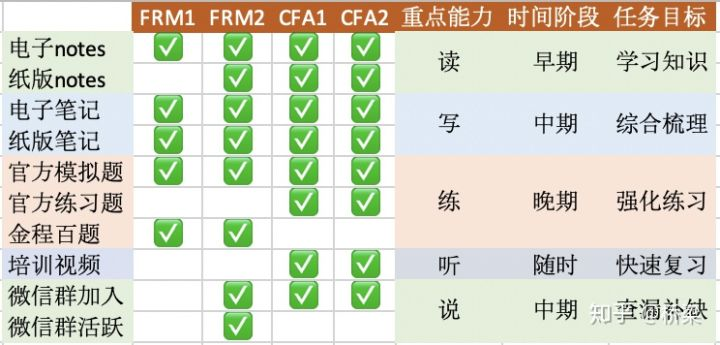 FRM1 FRM2 CFA1 CFA2 重点能力 时间阶段 任务目标
电子notes ✅ ✅ ✅ ✅
纸版notes ✅ ✅ ✅
读 早期 学习知识
电子笔记 ✅ ✅ ✅ ✅
纸版笔记 ✅ ✅ ✅ ✅
写 中期 综合梳理
官方模拟题 ✅ ✅ ✅ ✅
官方练习题 ✅ ✅
金程百题 ✅ ✅
练 晚期 强化练习
培训视频 ✅ ✅ 听 随时 快速复习
微信群加入 ✅ ✅ ✅
微信群活跃 ✅
说 中期 查漏补缺
知乎 @桥梁